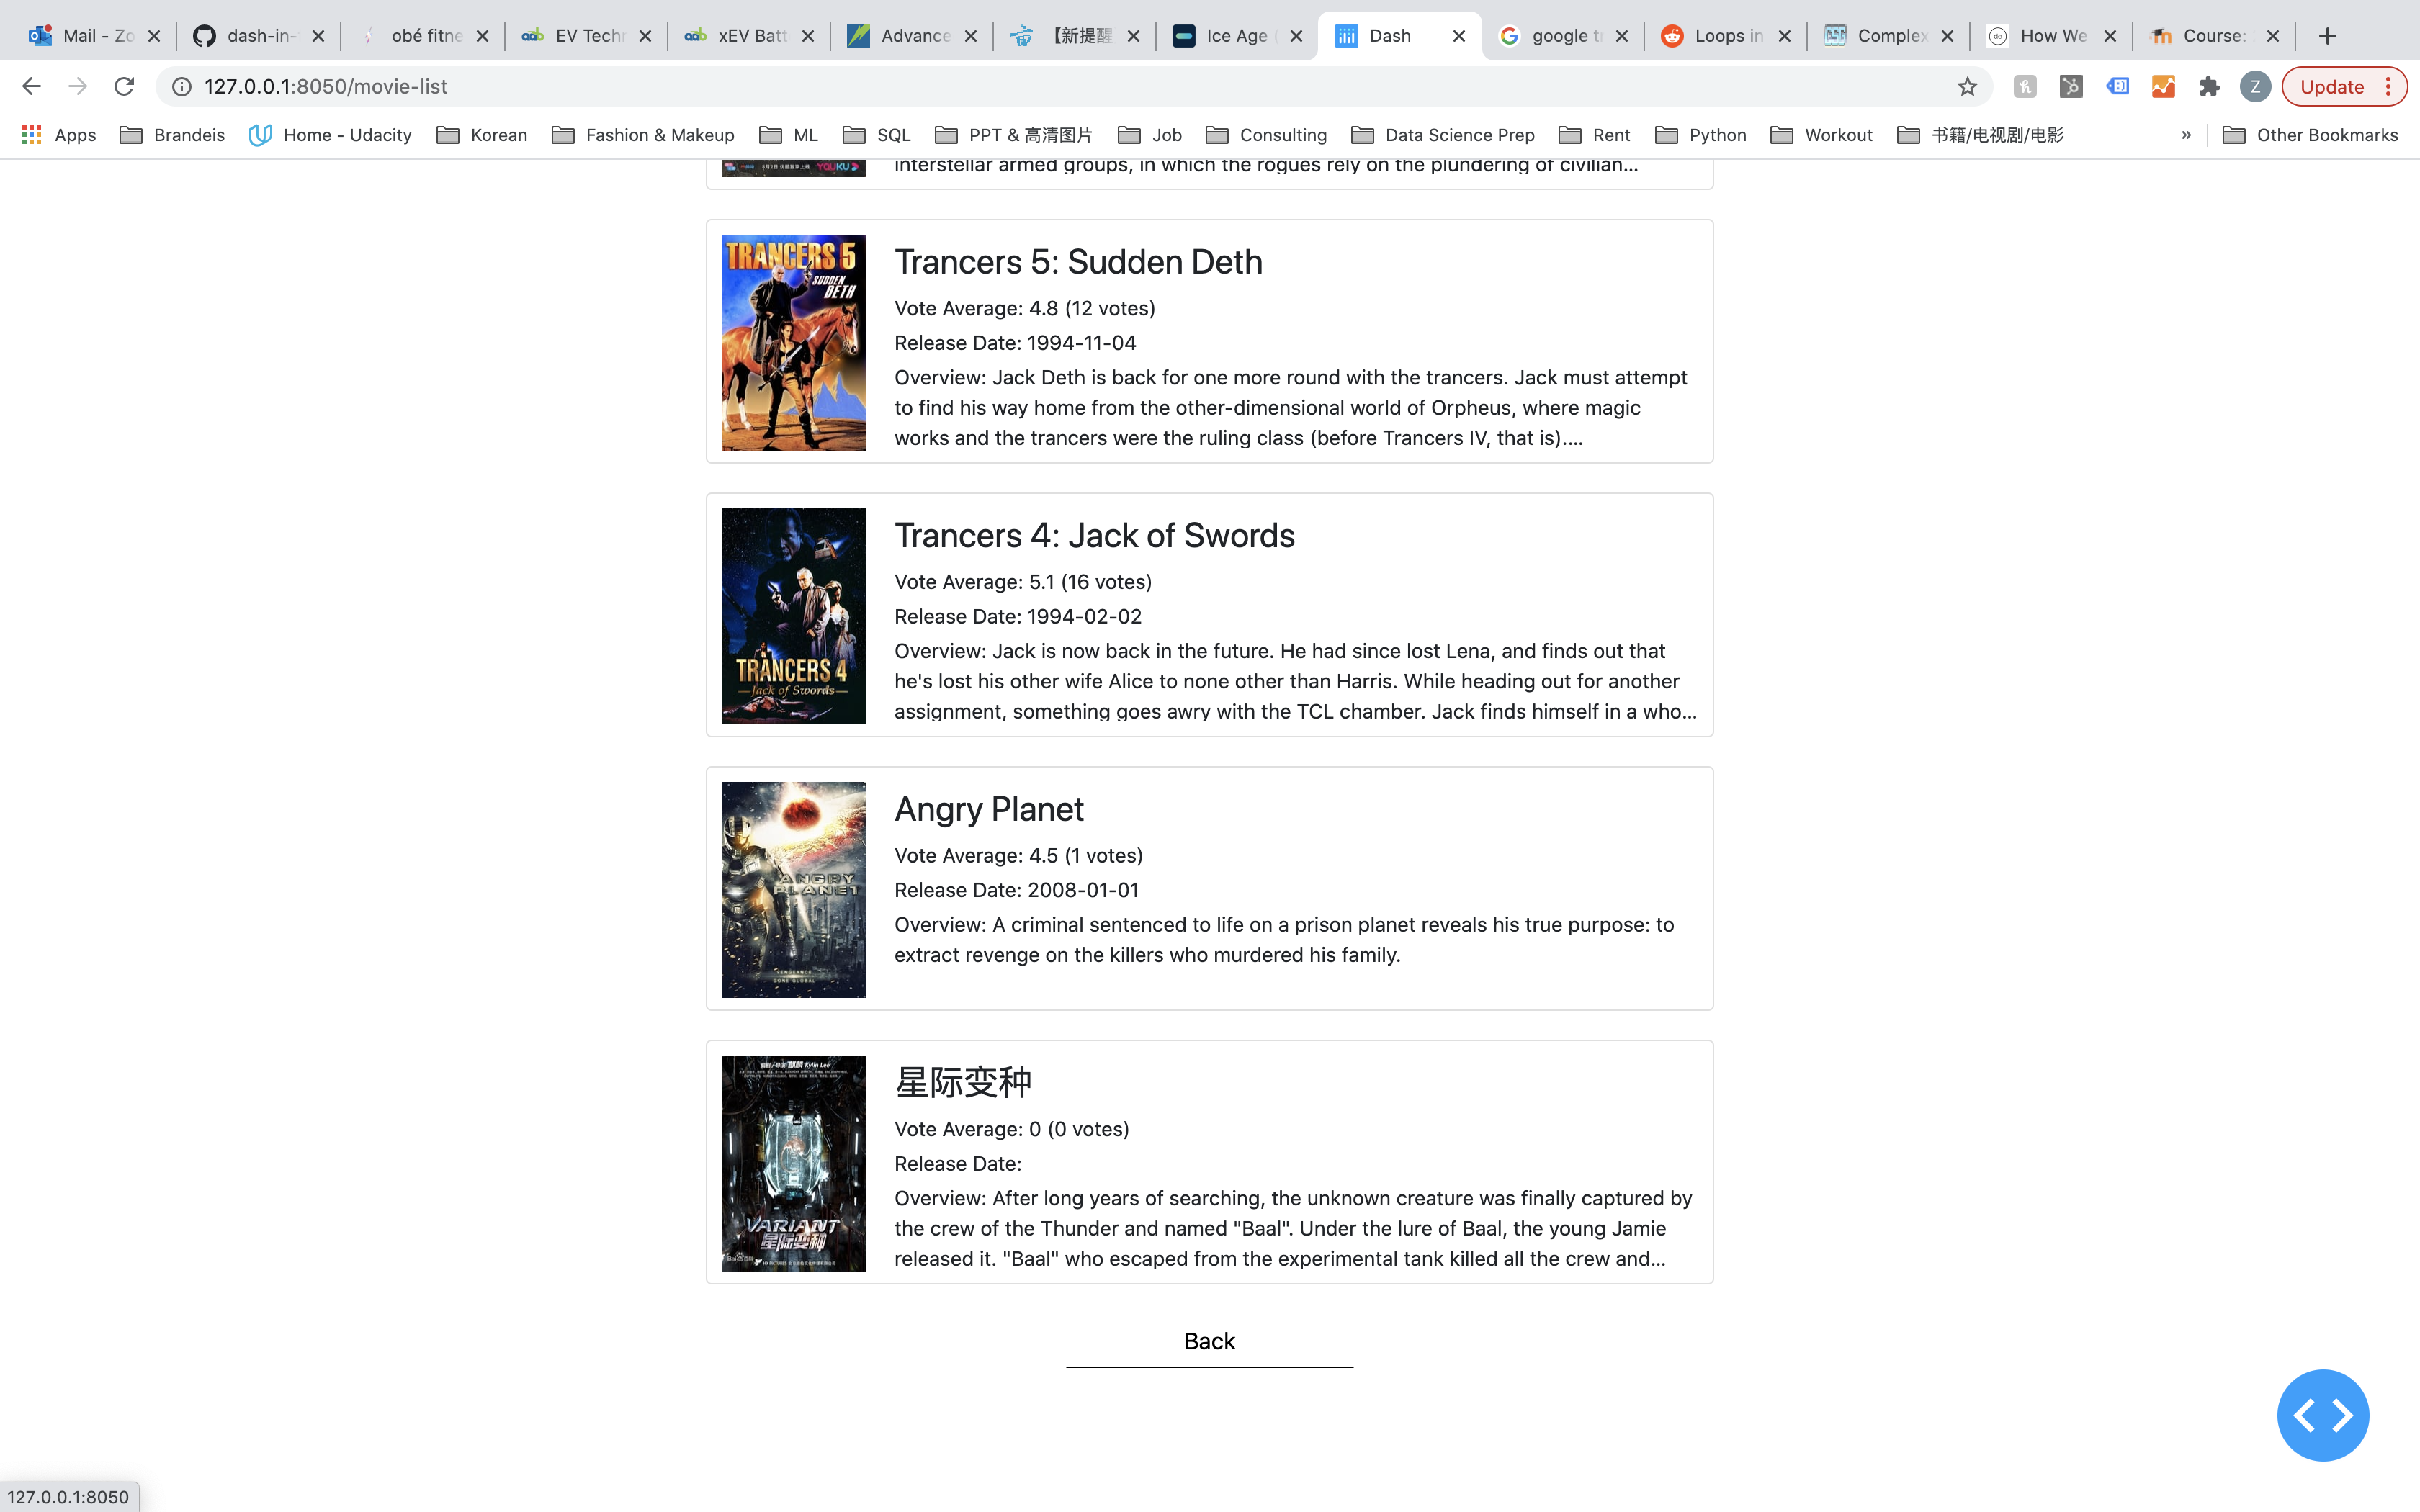 Mail - Zo
dash-in-
obé fitne
EV Techn
xEV Batt
Advance
【新提醒
Ice Age (
Dash
google tr
Loops in
Complex
How We
Course:
127.0.0.1:8050/movie-list
Z
Update
Apps
Brandeis
Home - Udacity
Korean
Fashion & Makeup
ML
SQL
PPT & 高清图片
Job
Consulting
Data Science Prep
Rent
Python
Workout
书籍/电视剧/电影
»
Other Bookmarks
YOUKU
interstellar armed groups, in which the rogues rely on the plundering of civilian...
TRANCERS 5
SUDDEN
DETH
Trancers 5: Sudden Deth
Vote Average: 4.8 (12 votes)
Release Date: 1994-11-04
Overview: Jack Deth is back for one more round with the trancers. Jack must attempt
to find his way home from the other-dimensional world of Orpheus, where magic
works and the trancers were the ruling class (before Trancers IV, that is)....
TRANCERS 4
Jack of Swords
Trancers 4: Jack of Swords
Vote Average: 5.1 (16 votes)
Release Date: 1994-02-02
Overview: Jack is now back in the future. He had since lost Lena, and finds out that
he's lost his other wife Alice to none other than Harris. While heading out for another
assignment, something goes awry with the TCL chamber. Jack finds himself in a who...
ANGRY
PLANET
VENGEANCE
GONE GLOBAL
Angry Planet
Vote Average: 4.5 (1 votes)
Release Date: 2008-01-01
Overview: A criminal sentenced to life on a prison planet reveals his true purpose: to
extract revenge on the killers who murdered his family.
Kylin Lee
VARIANT
星际变种
星际变种
Vote Average: 0 (0 votes)
Release Date:
Overview: After long years of searching, the unknown creature was finally captured by
the crew of the Thunder and named "Baal". Under the lure of Baal, the young Jamie
released it. "Baal" who escaped from the experimental tank killed all the crew and...
Back
127.0.0.1:8050